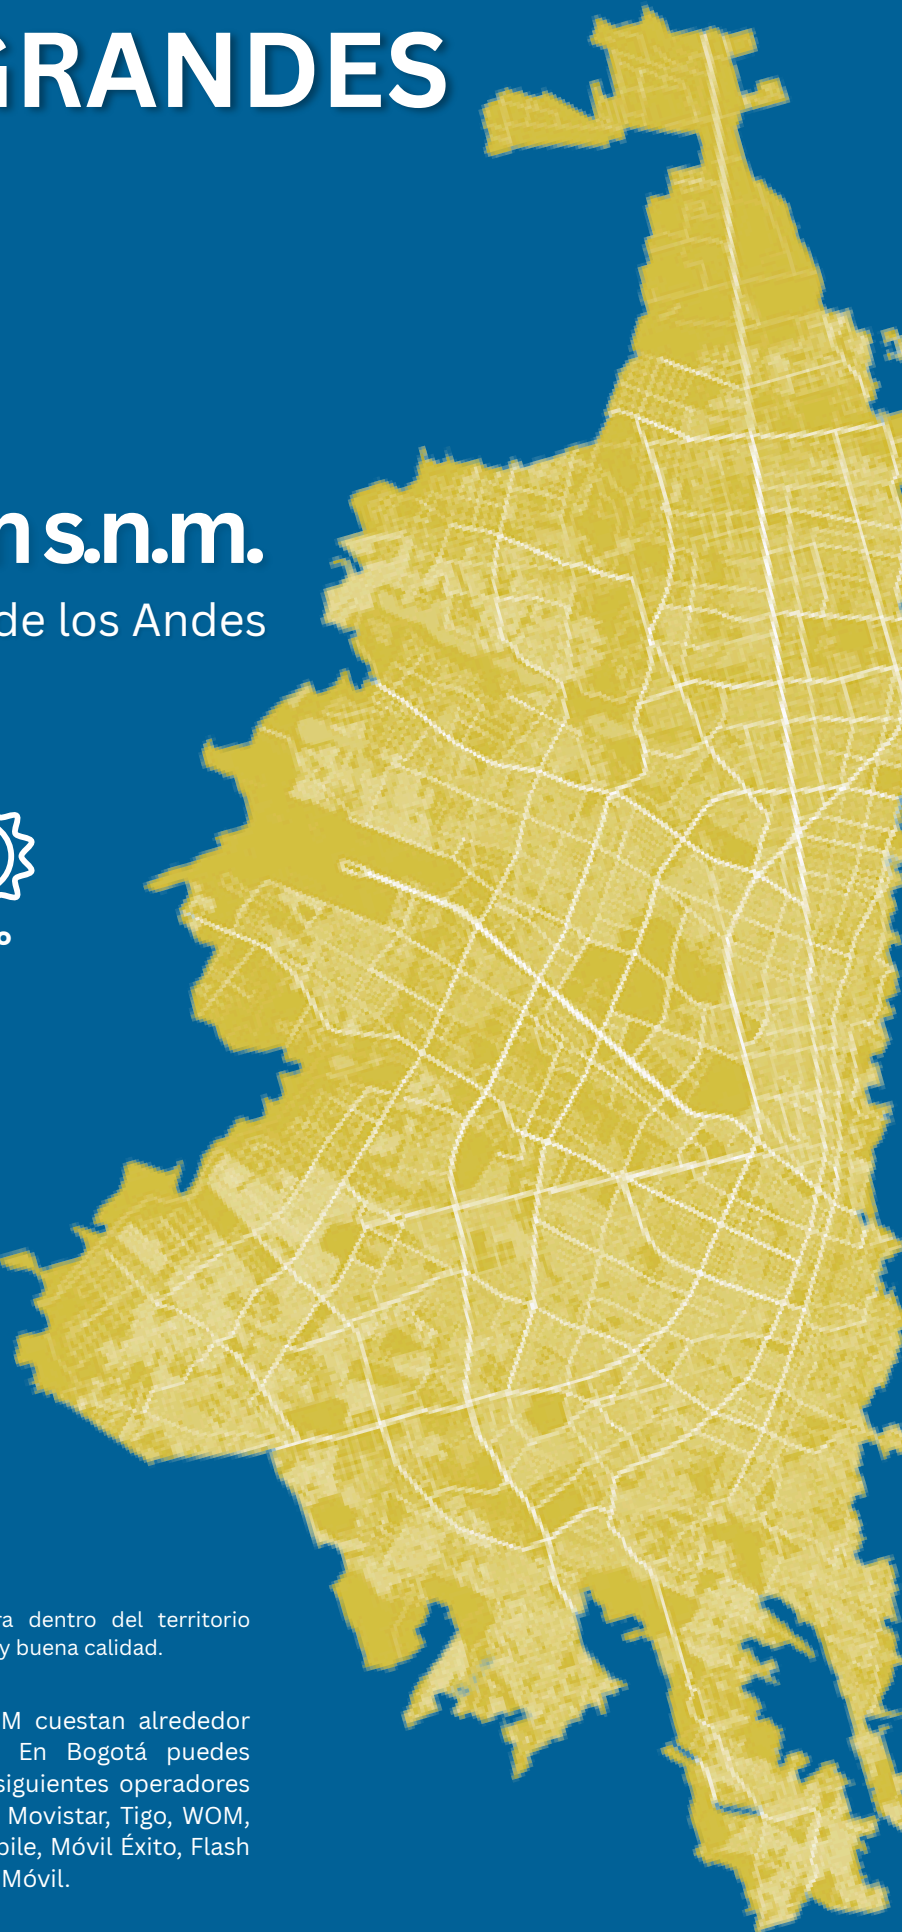 GRANDES
m s.n.m.
de los Andes
°
ra dentro del territorio
y buena calidad.
M cuestan alrededor
En Bogotá puedes
siguientes operadores
Movistar, Tigo, WOM,
bile, Móvil Éxito, Flash
Móvil.